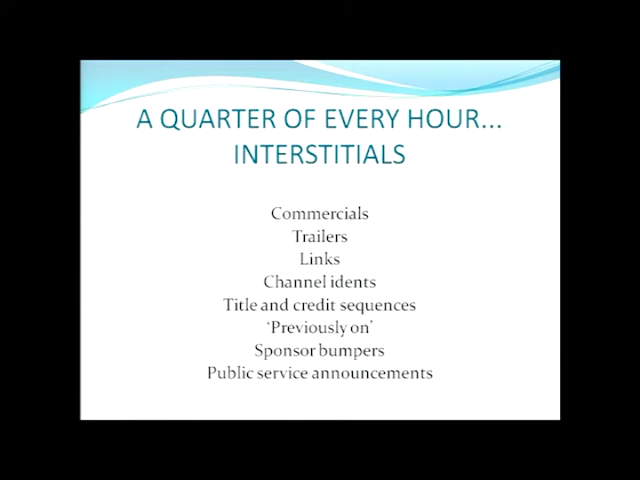 A QUARTER OF EVERY HOUR...
INTERSTITIALS
Commercials
Trailers
Links
Channel idents
Title and credit sequences
‘Previously on’
Sponsor bumpers
Public service announcements